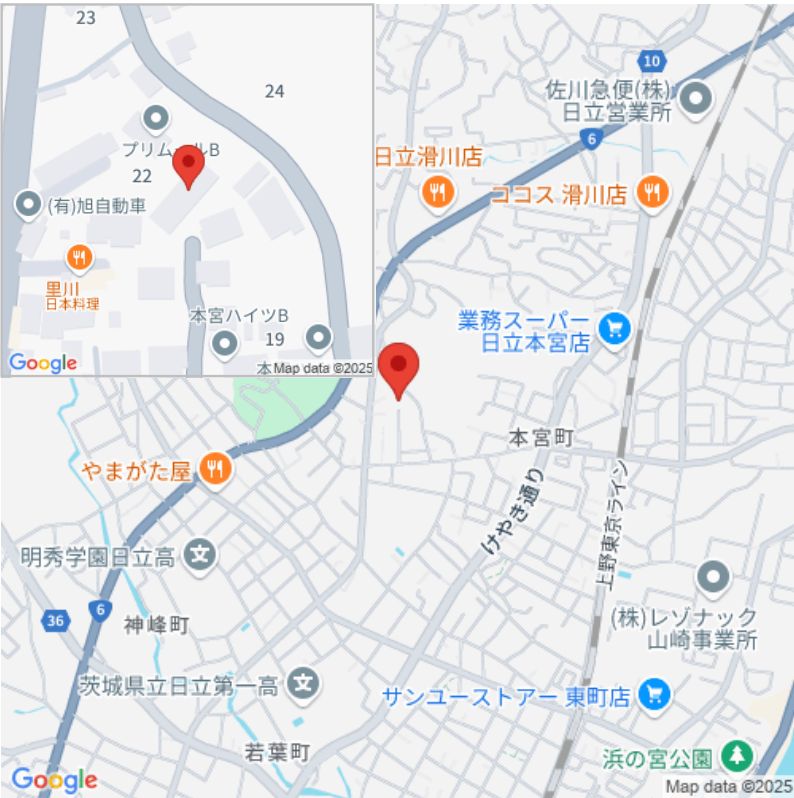 23
24
プリム
ルB
22
(有)旭自動車
里川
日本料理
本宮ハイツB
19
本
Google
Map data ©2025
10
佐川急便(株)
日立営業所
6
日立滑川店
ココス 滑川店
業務スーパー
日立本宮店
本宮町
やまがた屋
けやき通り
上野東京ライン
明秀学園日立高
(株)レゾナック
山崎事業所
36
6
神峰町
茨城県立日立第一高
サンユーストアー 東町店
若葉町
浜の宮公園
Google
Map data ©2025